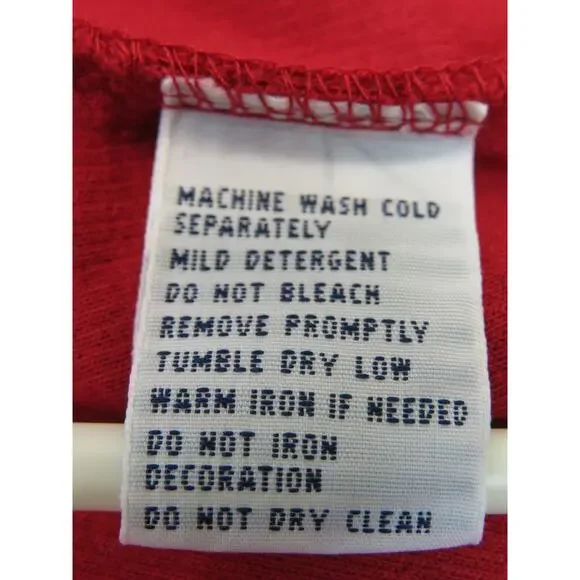 MACHINE WASH COLD
SEPARATELY
MILD DETERGENT
DO NOT BLEACH
REMOVE PROMPTLY
TUMBLE DRY LOW
WARM IRON IF NEEDED
DO NOT IRON
DECORATION
DO NOT DRY CLEAN